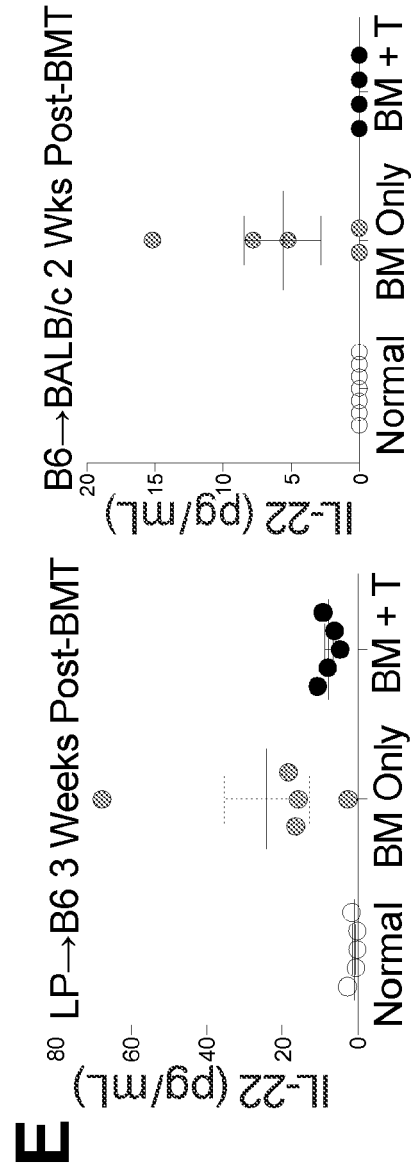 E
LP→B6 3 Weeks Post-BMT
IL-22 (pg/mL)
80
60
40
20
0
Normal BM Only BM + T
B6→BALB/c 2 Wks Post-BMT
IL-22 (pg/mL)
20
15
10
5
0
Normal BM Only BM + T